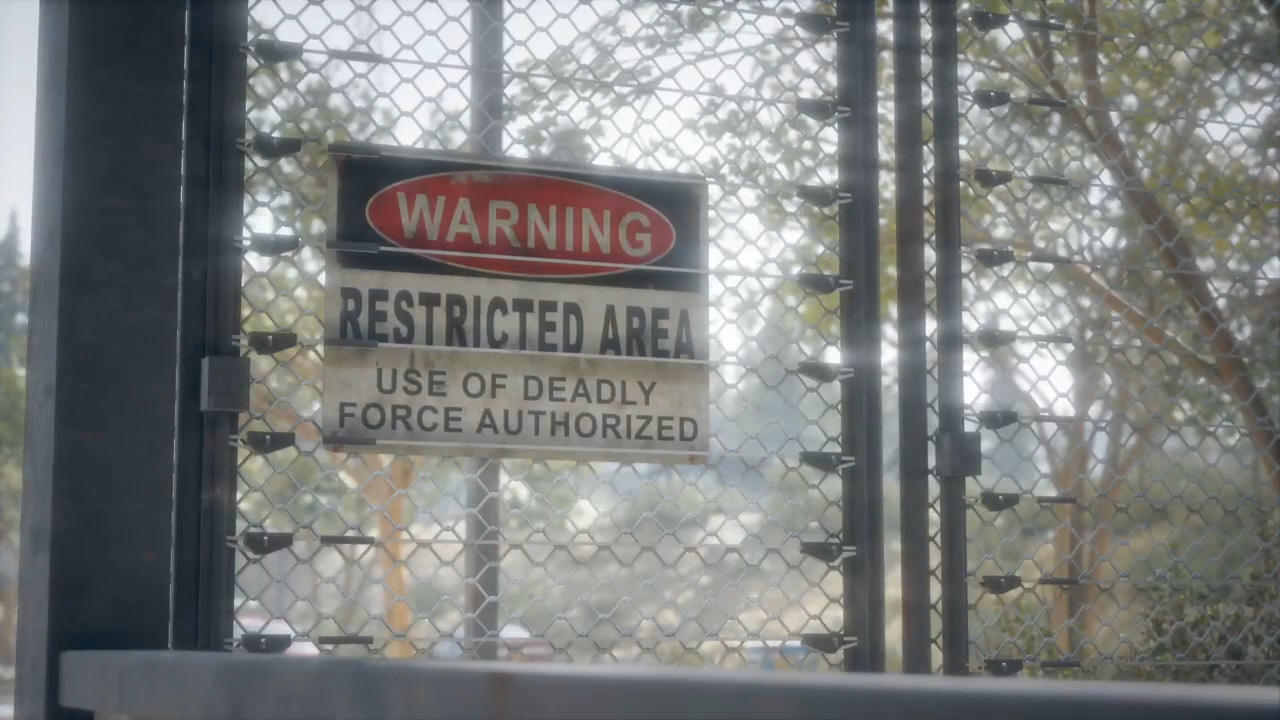 WARNING
RESTRICTED AREA
USE OF DEADLY
FORCE AUTHORIZED